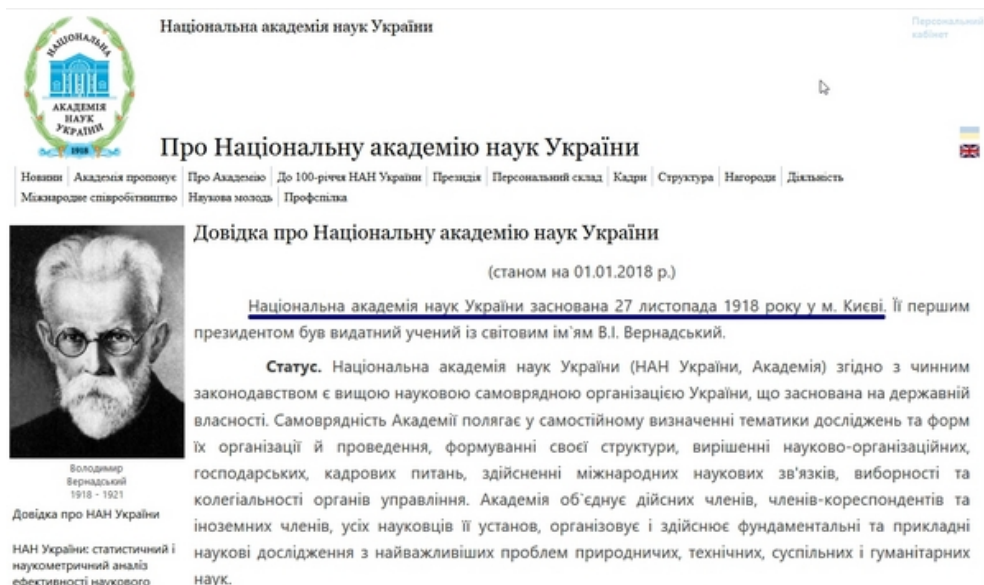 Національна академія наук України
Персональний
кабінет
НАЦІОНАЛЬНА
АКАДЕМІЯ
НАУК
УКРАЇНИ
1918
Про Національну академію наук України
Новини Академія пропонує Про Академію До 100-річчя НАН України Президія Персональний склад Кадри Структура Нагороди Діяльність
Міжнародне співробітництво Наукова молодь Профспілка
Володимир
Вернадський
1918 - 1921
Довідка про НАН України
НАН України: статистичний і
наукометричний аналіз
ефективності наукового
Довідка про Національну академію наук України
(станом на 01.01.2018 р.)
Національна академія наук України заснована 27 листопада 1918 року у м. Києві. Її першим
президентом був видатний учений із світовим ім`ям В.І. Вернадський.
Статус. Національна академія наук України (НАН України, Академія) згідно з чинним
законодавством є вищою науковою самоврядною організацією України, що заснована на державній
власності. Самоврядність Академії полягає у самостійному визначенні тематики досліджень та форм
їх організації й проведення, формуванні своєї структури, вирішенні науково-організаційних,
господарських, кадрових питань, здійсненні міжнародних наукових зв'язків, виборності та
колегіальності органів управління. Академія об`єднує дійсних членів, членів-кореспондентів та
іноземних членів, усіх науковців її установ, організовує і здійснює фундаментальні та прикладні
наукові дослідження з найважливіших проблем природничих, технічних, суспільних і гуманітарних
наук.